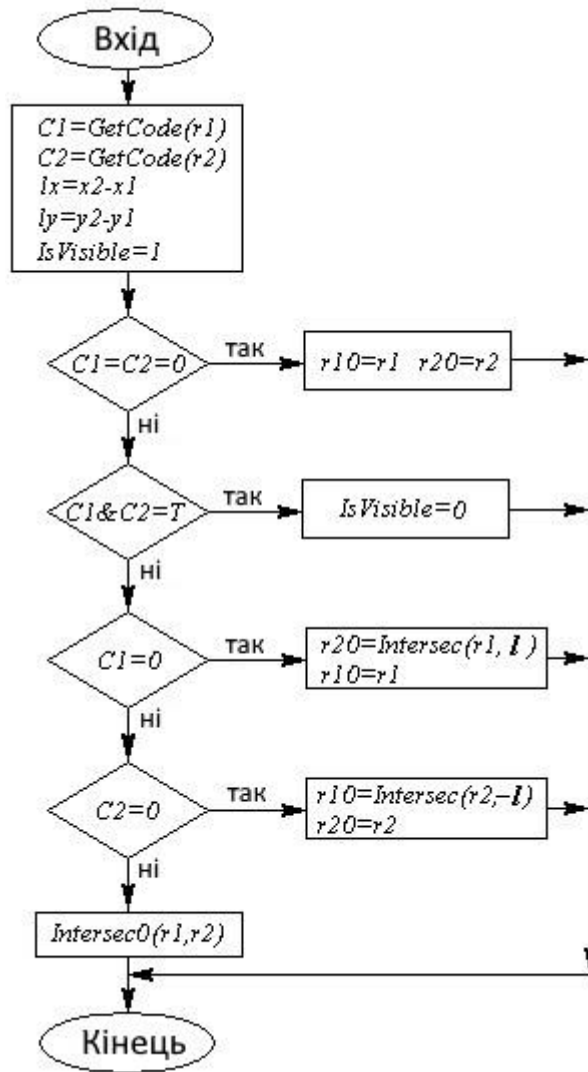 Вхід
C1=GetCode(r1)
C2=GetCode(r2)
lx=x2-x1
ly=y2-y1
IsVisible=1
C1=C2=0
так
r10=r1 r20=r2
ні
C1&C2=T
так
IsVisible=0
ні
C1=0
так
r20=Intersec(r1, l)
r10=r1
ні
C2=0
так
r10=Intersec(r2,-l)
r20=r2
ні
Intersec0(r1,r2)
Кінець